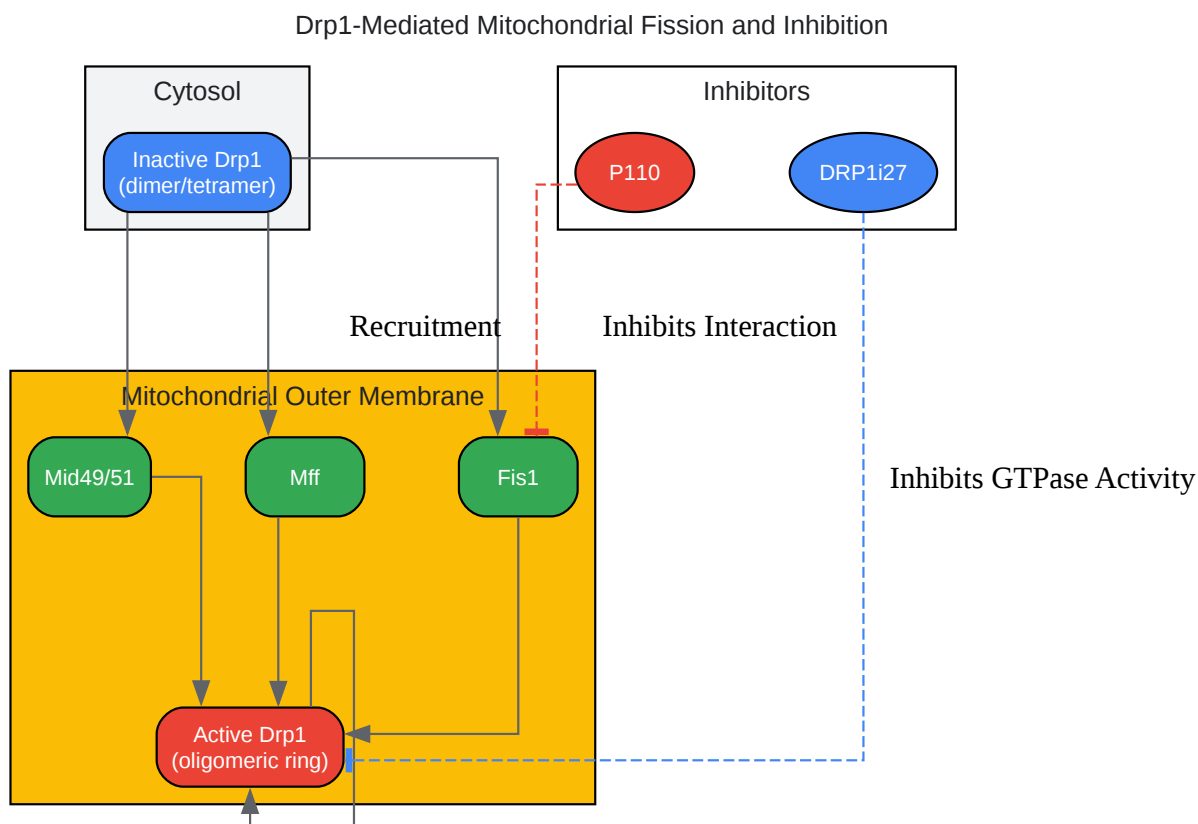 Drp1-Mediated Mitochondrial Fission and Inhibition
Cytosol
Inhibitors
Inactive Drp1
(dimer/tetramer)
P110
DRP1i27
Recruitment
Inhibits Interaction
Mitochondrial Outer Membrane
Mid49/51
Mff
Fis1
Inhibits GTPase Activity
Active Drp1
(oligomeric ring)